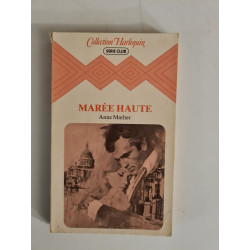 Collection Harlequin
SÉRIE CLUB
MARÉE HAUTE
Anne Mather